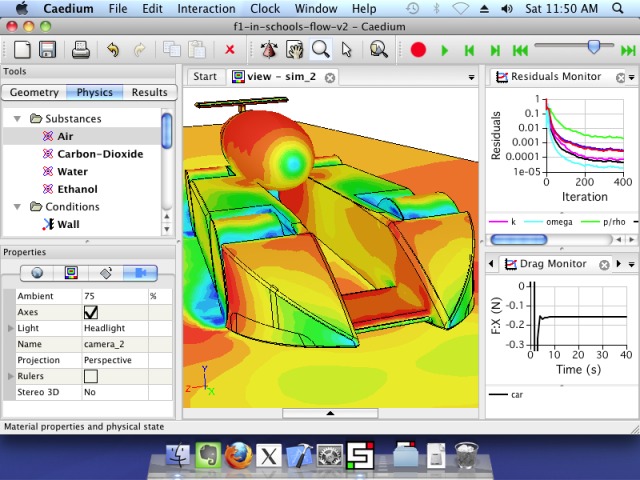 Caedium File Edit Interaction Clock Window Help Sat 11:50 AM
f1-in-schools-flow-v2 - Caedium
Tools
Geometry Physics Results
Substances
Air
Carbon-Dioxide
Water
Ethanol
Conditions
Wall
Properties
Ambient 75 %
Axes
Light Headlight
Name camera_2
Projection Perspective
Rulers
Stereo 3D No
Start view - sim_2
Y
Z X
Residuals Monitor
Residuals
1
0.1
0.01
0.001
0.0001
1e-05
0 200 400
Iteration
k omega p/rho
Drag Monitor
F:X (N)
0
-0.1
-0.2
-0.3
0 10 20 30 40
Time (s)
car
Material properties and physical state
X